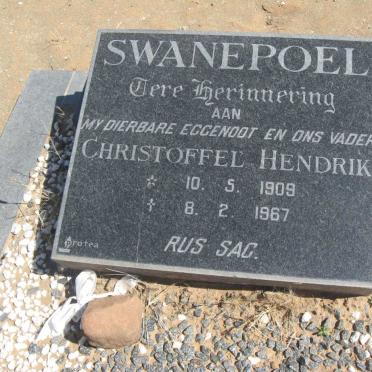 SWANEPOEL
Tere Herinnering
AAN
MY DIERBARE EGGENOOT EN ONS VADER
CHRISTOFFEL HENDRIK
* 10. 5. 1909
† 8. 2. 1967
RUS SAG.
Protea